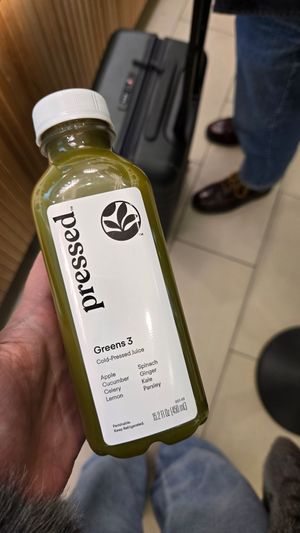 pressed.
Greens 3
Cold-Pressed Juice
Apple
Cucumber
Celery
Lemon
Spinach
Ginger
Kale
Parsley
Perishable.
Keep Refrigerated.
15.2 Fl Oz (450 mL)